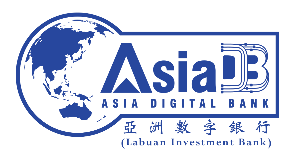 AsiaDB
ASIA DIGITAL BANK
亞洲數字銀行
(Labuan Investment Bank)